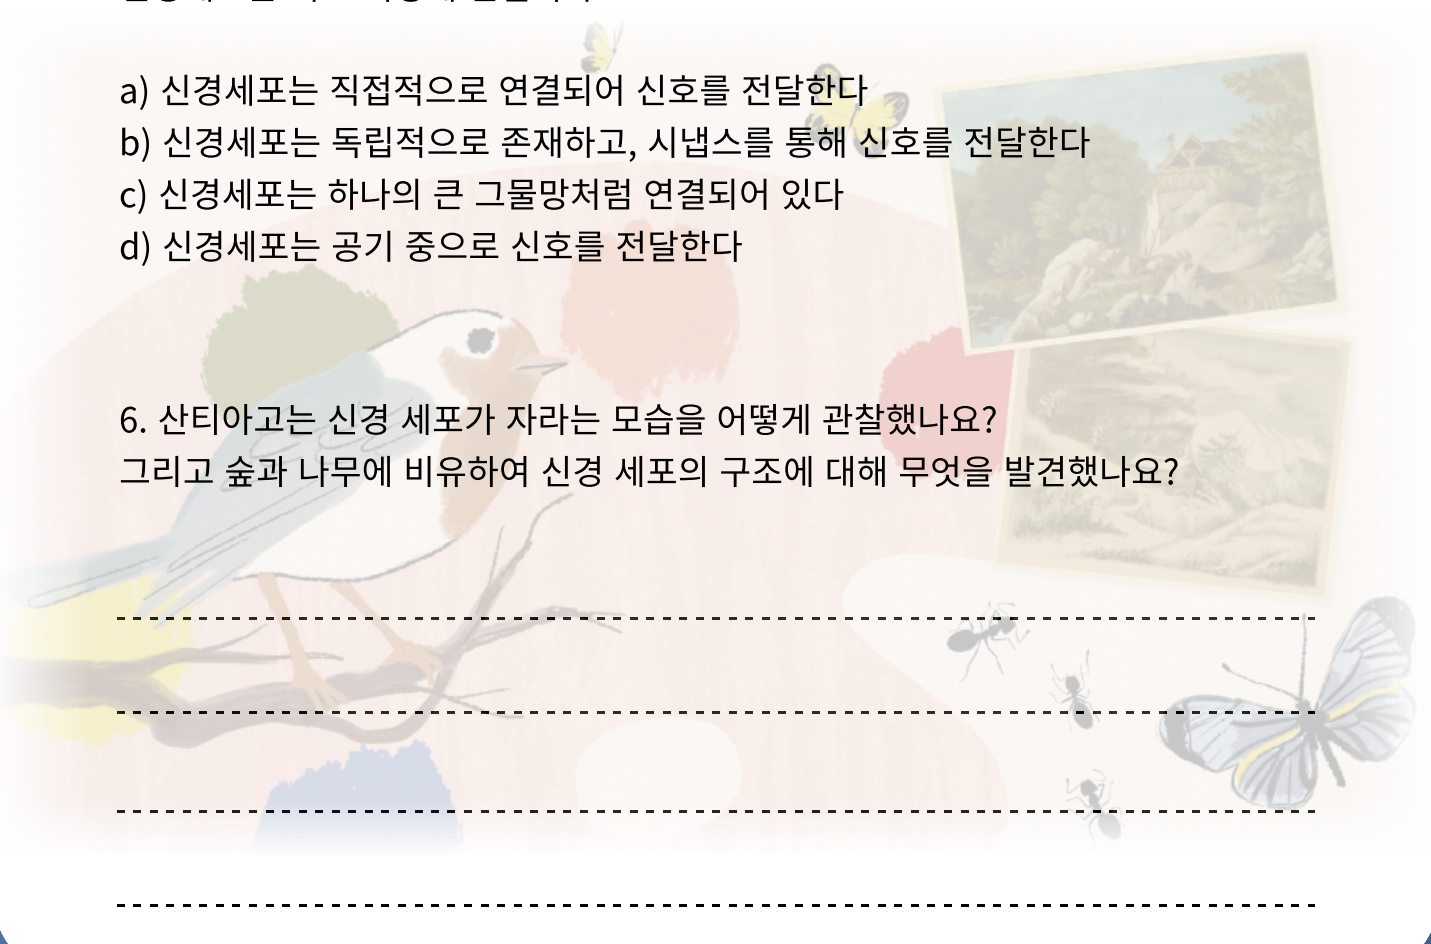 a) 신경세포는 직접적으로 연결되어 신호를 전달한다
b) 신경세포는 독립적으로 존재하고, 시냅스를 통해 신호를 전달한다
c) 신경세포는 하나의 큰 그물망처럼 연결되어 있다
d) 신경세포는 공기 중으로 신호를 전달한다
6. 산티아고는 신경 세포가 자라는 모습을 어떻게 관찰했나요?
그리고 숲과 나무에 비유하여 신경 세포의 구조에 대해 무엇을 발견했나요?